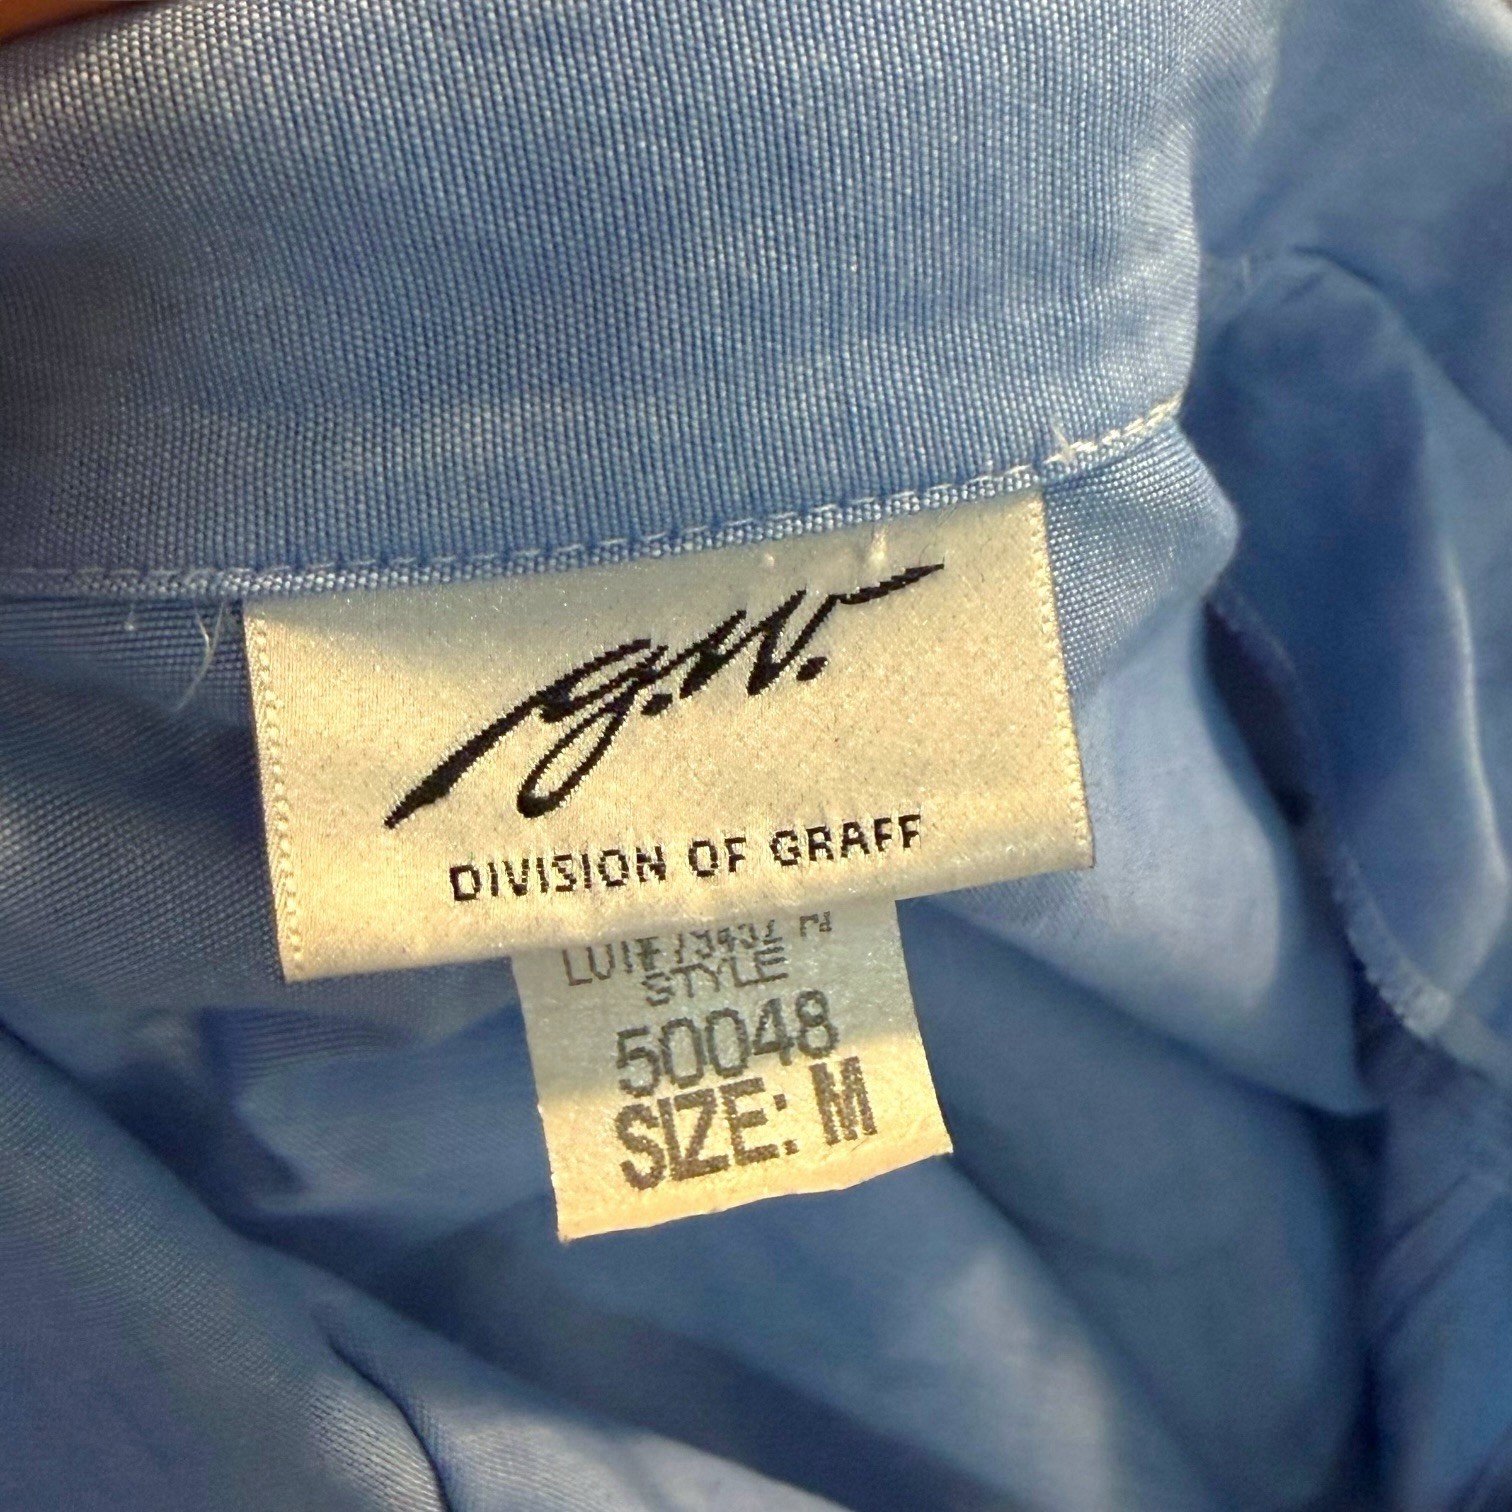 g.W.
DIVISION OF GRAFF
STYLE
50048
SIZE: M